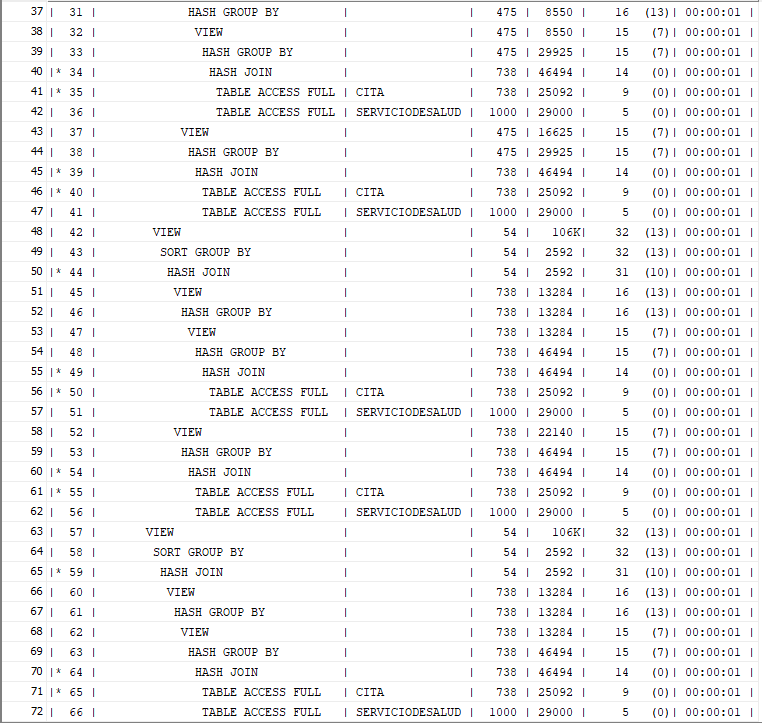 37 |  31 |             HASH GROUP BY         |                 |   475 |  8550 |    16  (13)| 00:00:01 |
38 |  32 |              VIEW                 |                 |   475 |  8550 |    15   (7)| 00:00:01 |
39 |  33 |               HASH GROUP BY       |                 |   475 | 29925 |    15   (7)| 00:00:01 |
40 |* 34 |                HASH JOIN          |                 |   738 | 46494 |    14   (0)| 00:00:01 |
41 |* 35 |                 TABLE ACCESS FULL | CITA            |   738 | 25092 |     9   (0)| 00:00:01 |
42 |  36 |                 TABLE ACCESS FULL | SERVICIODESALUD |  1000 | 29000 |     5   (0)| 00:00:01 |
43 |  37 |            VIEW                   |                 |   475 | 16625 |    15   (7)| 00:00:01 |
44 |  38 |             HASH GROUP BY         |                 |   475 | 29925 |    15   (7)| 00:00:01 |
45 |* 39 |              HASH JOIN            |                 |   738 | 46494 |    14   (0)| 00:00:01 |
46 |* 40 |               TABLE ACCESS FULL   | CITA            |   738 | 25092 |     9   (0)| 00:00:01 |
47 |  41 |               TABLE ACCESS FULL   | SERVICIODESALUD |  1000 | 29000 |     5   (0)| 00:00:01 |
48 |  42 |        VIEW                       |                 |    54 |   106K|    32  (13)| 00:00:01 |
49 |  43 |         SORT GROUP BY             |                 |    54 |  2592 |    32  (13)| 00:00:01 |
50 |* 44 |          HASH JOIN                |                 |    54 |  2592 |    31  (10)| 00:00:01 |
51 |  45 |           VIEW                    |                 |   738 | 13284 |    16  (13)| 00:00:01 |
52 |  46 |            HASH GROUP BY          |                 |   738 | 13284 |    16  (13)| 00:00:01 |
53 |  47 |             VIEW                  |                 |   738 | 13284 |    15   (7)| 00:00:01 |
54 |  48 |              HASH GROUP BY        |                 |   738 | 46494 |    15   (7)| 00:00:01 |
55 |* 49 |               HASH JOIN           |                 |   738 | 46494 |    14   (0)| 00:00:01 |
56 |* 50 |                TABLE ACCESS FULL  | CITA            |   738 | 25092 |     9   (0)| 00:00:01 |
57 |  51 |                TABLE ACCESS FULL  | SERVICIODESALUD |  1000 | 29000 |     5   (0)| 00:00:01 |
58 |  52 |           VIEW                    |                 |   738 | 22140 |    15   (7)| 00:00:01 |
59 |  53 |            HASH GROUP BY          |                 |   738 | 46494 |    15   (7)| 00:00:01 |
60 |* 54 |             HASH JOIN             |                 |   738 | 46494 |    14   (0)| 00:00:01 |
61 |* 55 |              TABLE ACCESS FULL    | CITA            |   738 | 25092 |     9   (0)| 00:00:01 |
62 |  56 |              TABLE ACCESS FULL    | SERVICIODESALUD |  1000 | 29000 |     5   (0)| 00:00:01 |
63 |  57 |       VIEW                        |                 |    54 |   106K|    32  (13)| 00:00:01 |
64 |  58 |        SORT GROUP BY              |                 |    54 |  2592 |    32  (13)| 00:00:01 |
65 |* 59 |         HASH JOIN                 |                 |    54 |  2592 |    31  (10)| 00:00:01 |
66 |  60 |          VIEW                     |                 |   738 | 13284 |    16  (13)| 00:00:01 |
67 |  61 |           HASH GROUP BY           |                 |   738 | 13284 |    16  (13)| 00:00:01 |
68 |  62 |            VIEW                   |                 |   738 | 13284 |    15   (7)| 00:00:01 |
69 |  63 |             HASH GROUP BY         |                 |   738 | 46494 |    15   (7)| 00:00:01 |
70 |* 64 |              HASH JOIN            |                 |   738 | 46494 |    14   (0)| 00:00:01 |
71 |* 65 |               TABLE ACCESS FULL   | CITA            |   738 | 25092 |     9   (0)| 00:00:01 |
72 |  66 |               TABLE ACCESS FULL   | SERVICIODESALUD |  1000 | 29000 |     5   (0)| 00:00:01 |